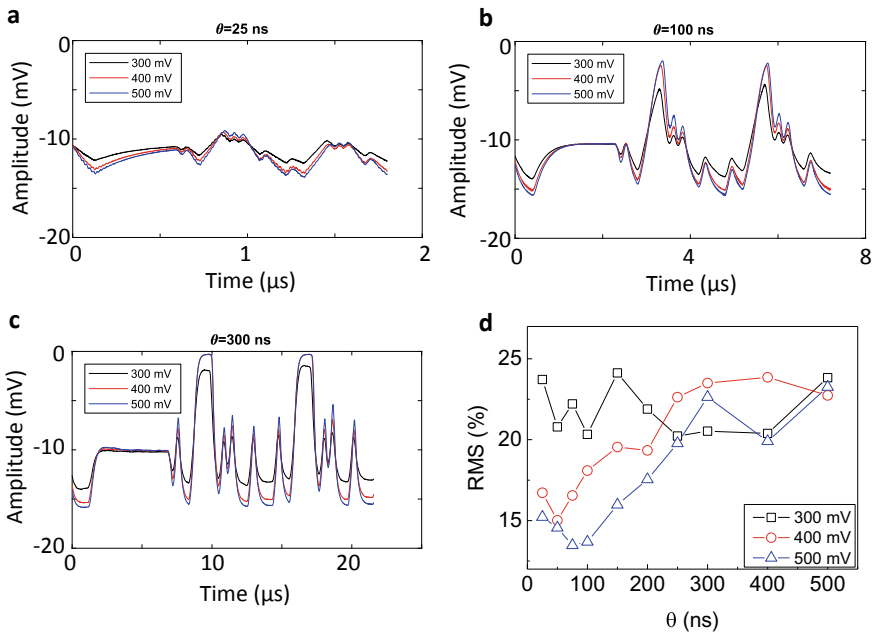 a
θ=25 ns
0
-10
-20
Amplitude (mV)
300 mV
400 mV
500 mV
0
1
2
Time (μs)
b
θ=100 ns
0
-10
-20
Amplitude (mV)
300 mV
400 mV
500 mV
0
4
8
Time (μs)
c
θ=300 ns
0
-10
-20
Amplitude (mV)
300 mV
400 mV
500 mV
0
10
20
Time (μs)
d
25
20
15
RMS (%)
300 mV
400 mV
500 mV
0
100
200
300
400
500
θ (ns)